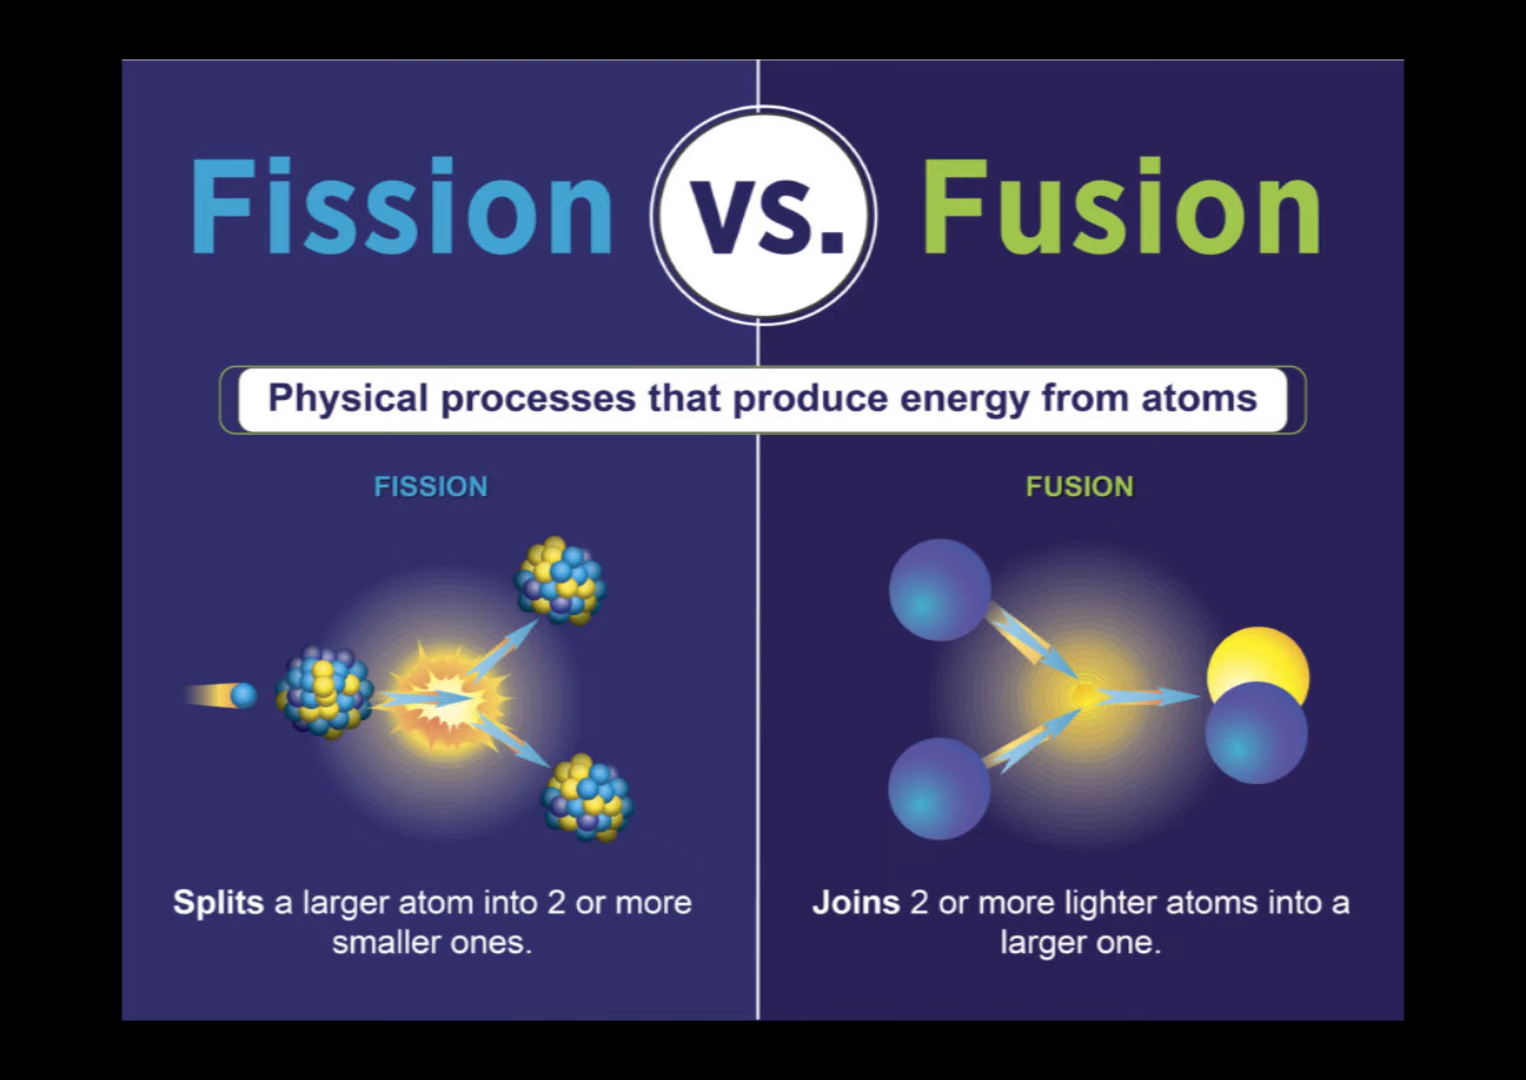 Fission vs. Fusion
Physical processes that produce energy from atoms
FISSION
Splits a larger atom into 2 or more
smaller ones.
FUSION
Joins 2 or more lighter atoms into a
larger one.